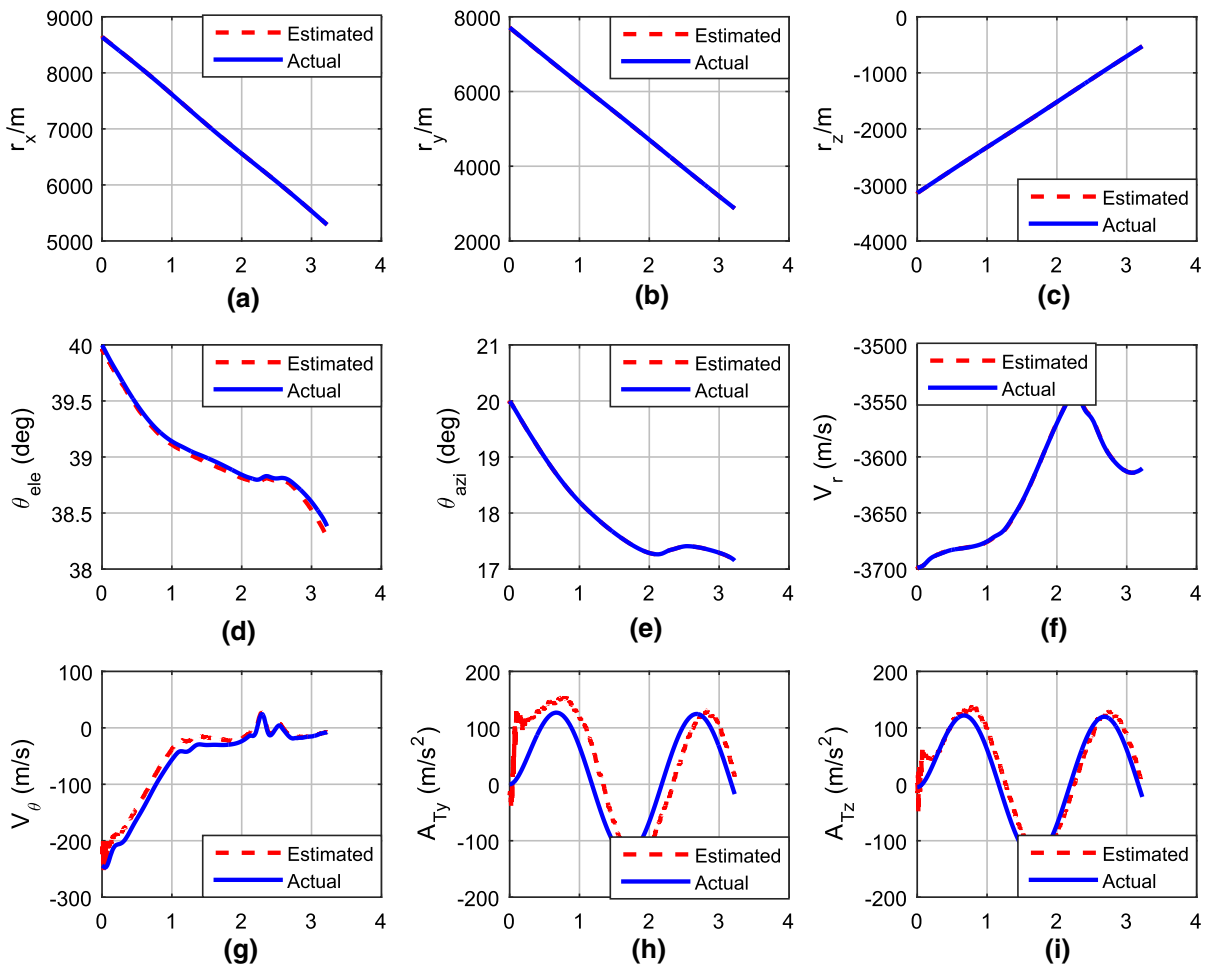 9000
8000
7000
6000
5000
r_x/m
Estimated
Actual
0 1 2 3 4
(a)
8000
6000
4000
2000
r_y/m
Estimated
Actual
0 1 2 3 4
(b)
0
-1000
-2000
-3000
-4000
r_z/m
Estimated
Actual
0 1 2 3 4
(c)
40
39.5
39
38.5
38
θ_ele (deg)
Estimated
Actual
0 1 2 3 4
(d)
21
20
19
18
17
θ_azi (deg)
Estimated
Actual
0 1 2 3 4
(e)
-3500
-3550
-3600
-3650
-3700
V_r (m/s)
Estimated
Actual
0 1 2 3 4
(f)
100
0
-100
-200
-300
V_θ (m/s)
Estimated
Actual
0 1 2 3 4
(g)
200
100
0
-100
-200
A_Ty (m/s²)
Estimated
Actual
0 1 2 3 4
(h)
200
100
0
-100
-200
A_Tz (m/s²)
Estimated
Actual
0 1 2 3 4
(i)